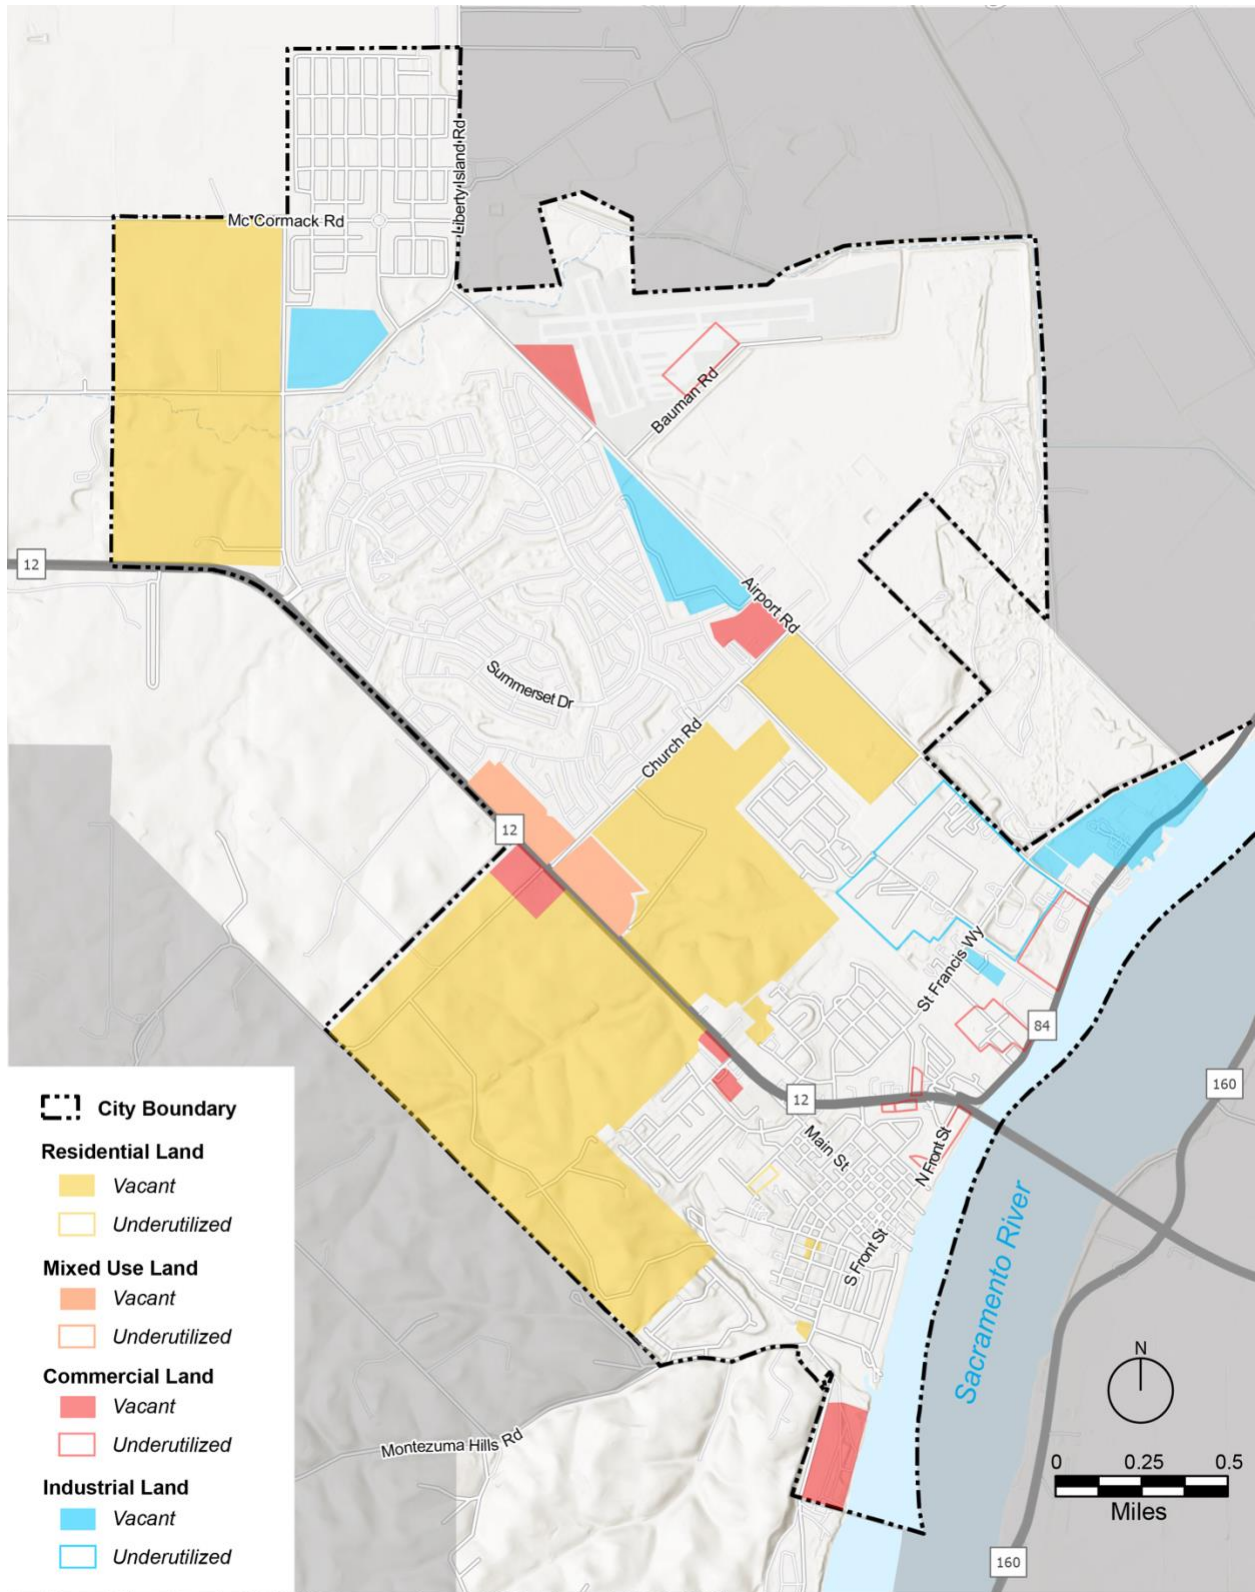 Mc Cormack Rd
Liberty Island Rd
Bauman Rd
12
Airport Rd
Summerset Dr
Church Rd
12
St Francis Wy
84
160
12
Main St
N Front St
S Front St
Sacramento River
Montezuma Hills Rd
160
City Boundary
Residential Land
Vacant
Underutilized
Mixed Use Land
Vacant
Underutilized
Commercial Land
Vacant
Underutilized
Industrial Land
Vacant
Underutilized
N
0 0.25 0.5
Miles